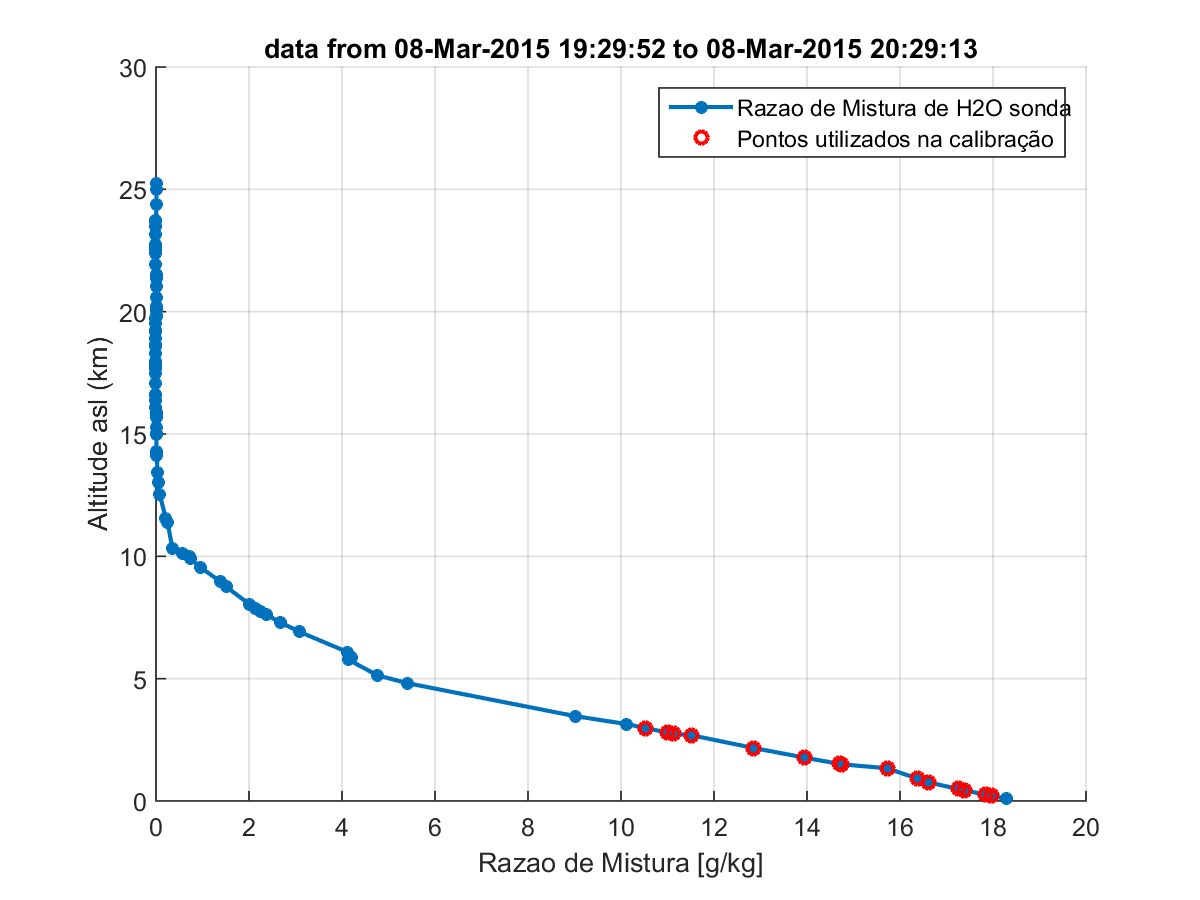 data from 08-Mar-2015 19:29:52 to 08-Mar-2015 20:29:13
Razao de Mistura de H2O sonda
Pontos utilizados na calibração
30
25
20
15
10
5
0
Altitude asl (km)
0 2 4 6 8 10 12 14 16 18 20
Razao de Mistura [g/kg]